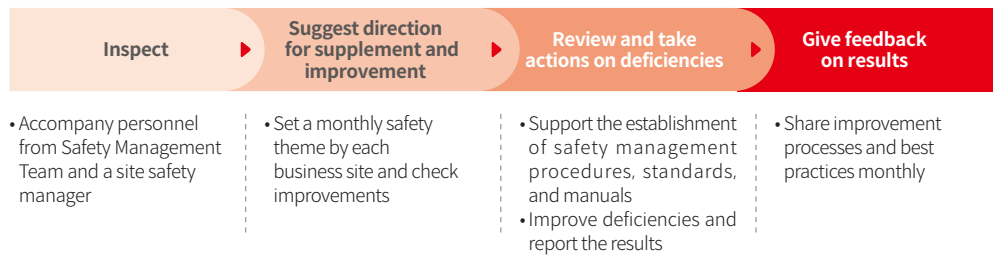 Inspect
Suggest direction
for supplement and
improvement
Review and take
actions on deficiencies
Give feedback
on results
• Accompany personnel
from Safety Management
Team and a site safety
manager
• Set a monthly safety
theme by each
business site and check
improvements
• Support the establishment
of safety management
procedures, standards,
and manuals
• Improve deficiencies and
report the results
• Share improvement
processes and best
practices monthly